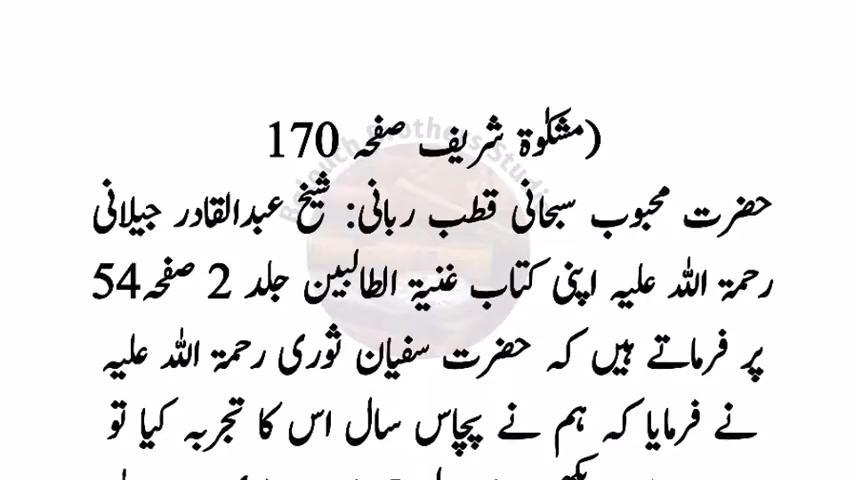 (مشکوٰۃ شریف صفحہ 170
حضرت محبوب سبحانی قطب ربانی: شیخ عبدالقادر جیلانی
رحمۃ اللہ علیہ اپنی کتاب غنیۃ الطالبین جلد 2 صفحہ54
پر فرماتے ہیں کہ حضرت سفیان ثوری رحمۃ اللہ علیہ
نے فرمایا کہ ہم نے پچاس سال اس کا تجربہ کیا تو